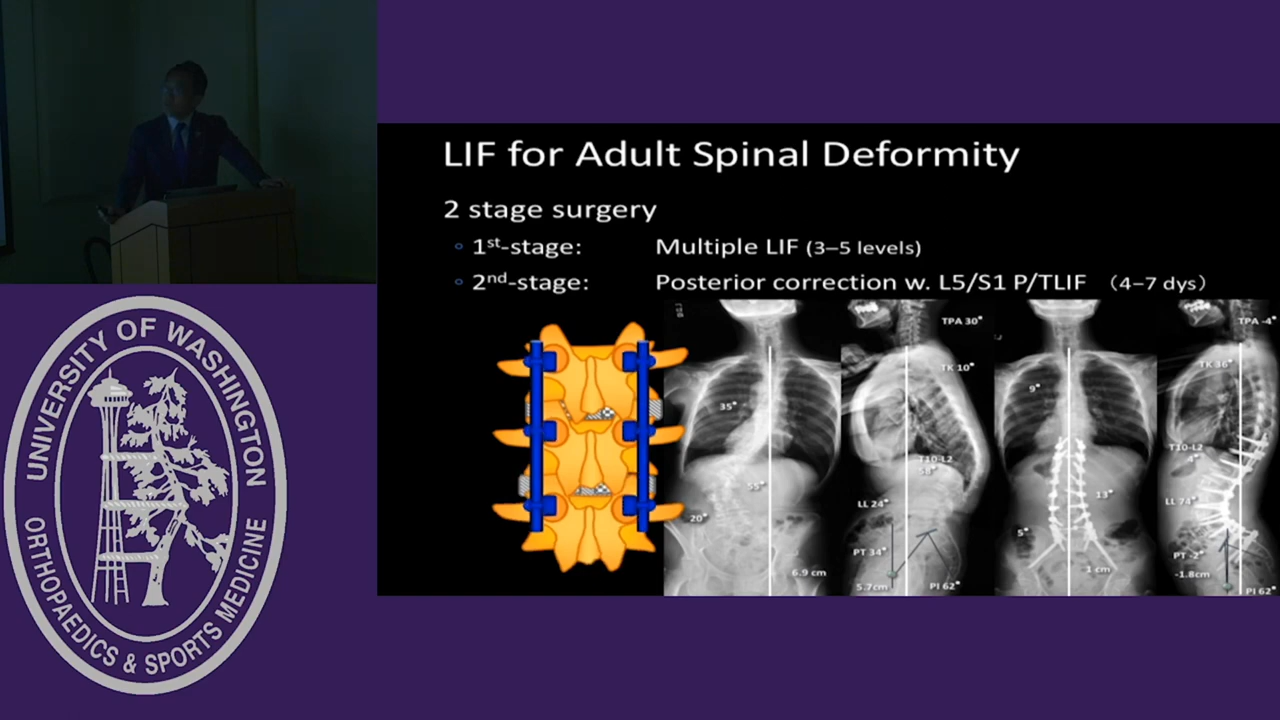 LIF for Adult Spinal Deformity
2 stage surgery
1st-stage: Multiple LIF (3–5 levels)
2nd-stage: Posterior correction w. L5/S1 P/TLIF (4–7 dys)
35°
55°
20°
6.9 cm
TPA 30°
TK 10°
T10-L2
LL 24°
PT 34°
5.7cm
PI 62°
9°
13°
5°
1 cm
TPA -4°
TK 36°
T10-L2
LL 74°
PT -2°
-1.8cm
PI 62°
UNIVERSITY OF WASHINGTON
ORTHOPAEDICS & SPORTS MEDICINE